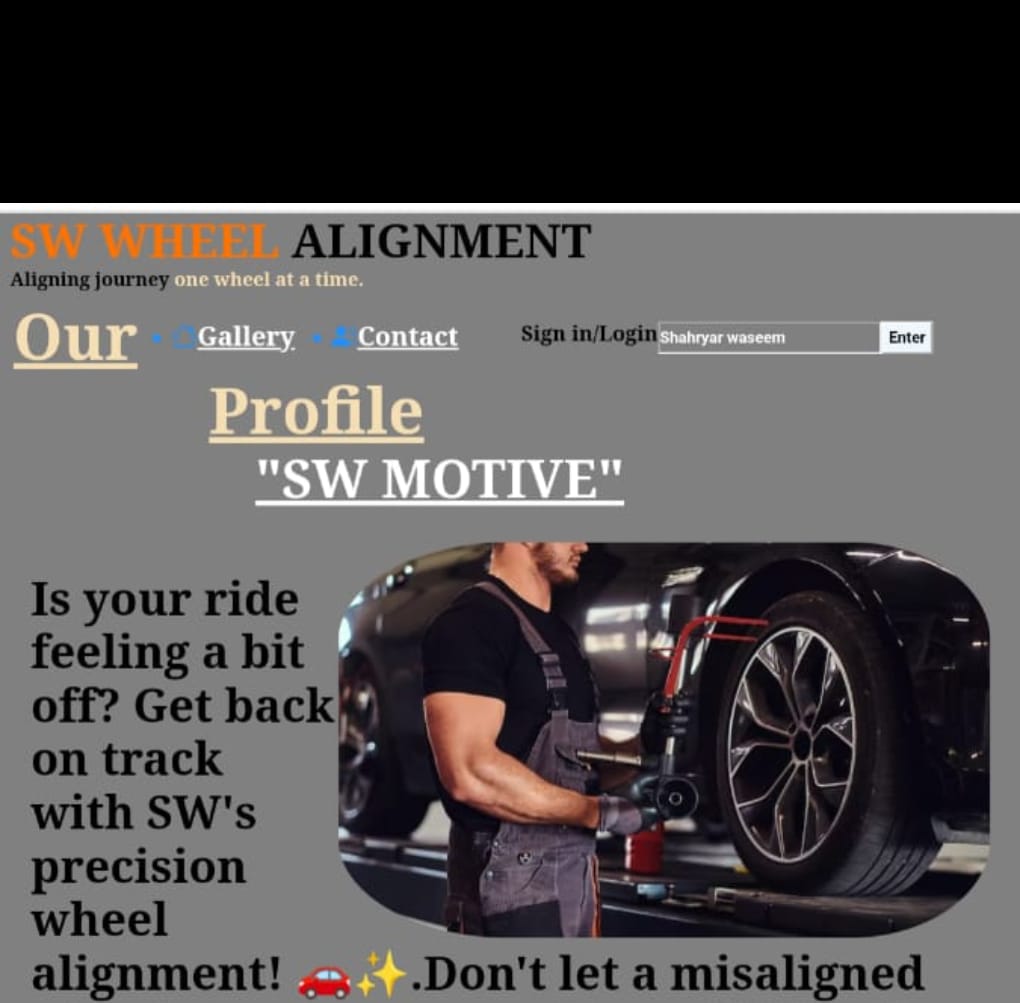 SW WHEEL ALIGNMENT
Aligning journey one wheel at a time.
Our Gallery Contact Sign in/Login Shahryar waseem Enter
Profile
"SW MOTIVE"
Is your ride
feeling a bit
off? Get back
on track
with SW's
precision
wheel
alignment! 🚗✨.Don't let a misaligned